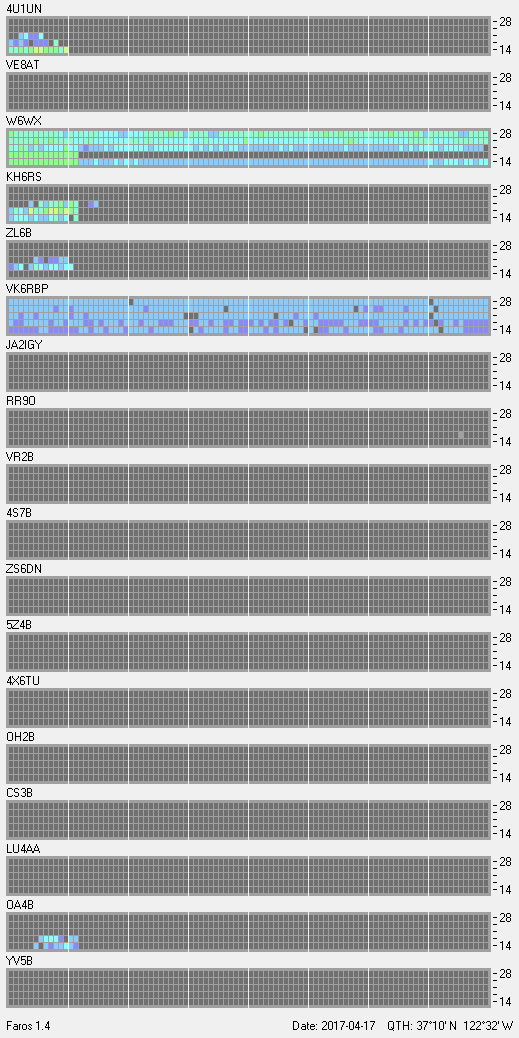 4U1UN
28
14
VE8AT
28
14
W6WX
28
14
KH6RS
28
14
ZL6B
28
14
VK6RBP
28
14
JA2IGY
28
14
RR9O
28
14
VR2B
28
14
4S7B
28
14
ZS6DN
28
14
5Z4B
28
14
4X6TU
28
14
OH2B
28
14
CS3B
28
14
LU4AA
28
14
OA4B
28
14
YV5B
28
14
Faros 1.4 Date: 2017-04-17 QTH: 37°10' N 122°32' W